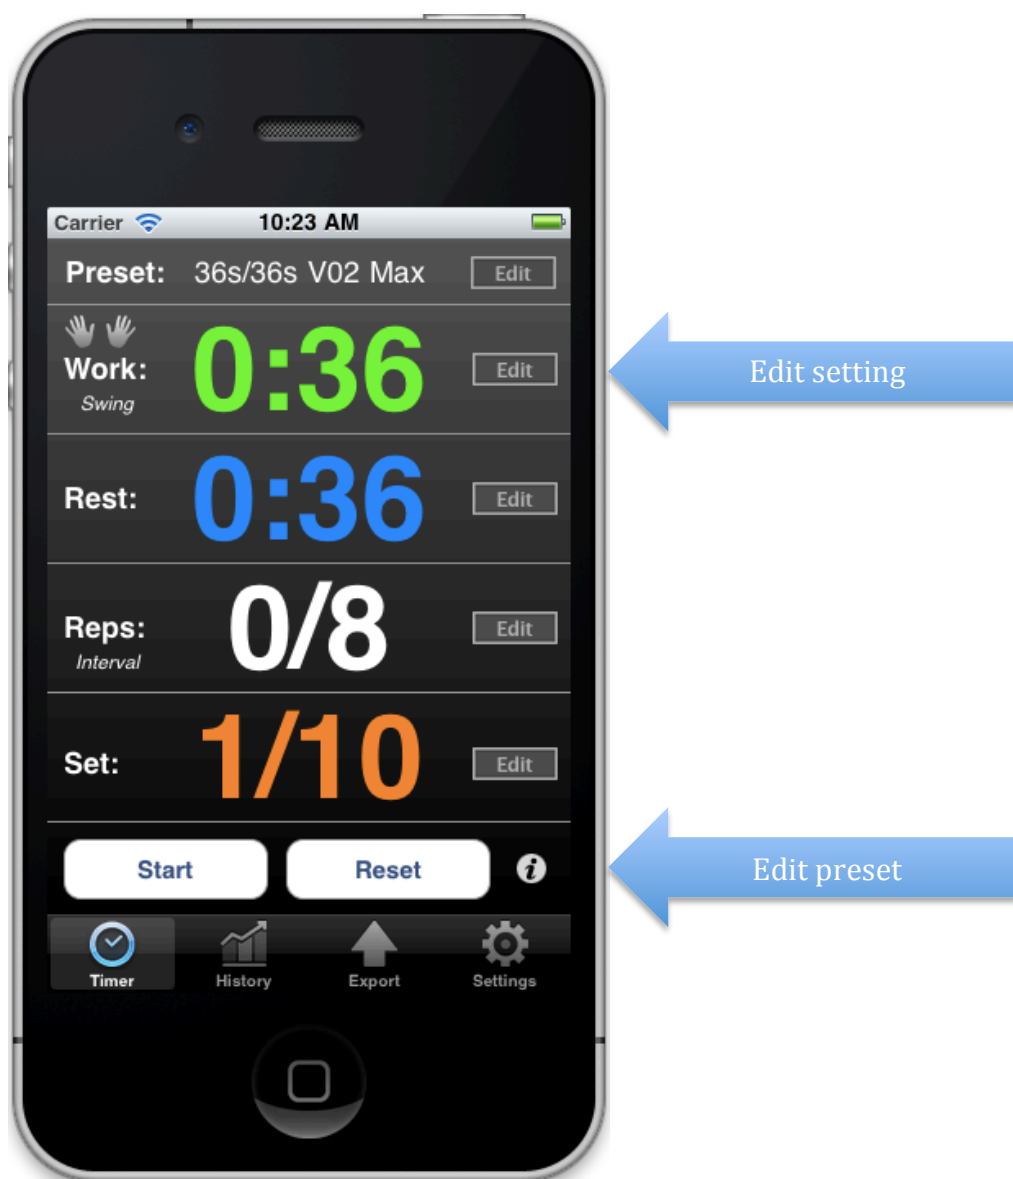 Carrier 10:23 AM
Preset: 36s/36s V02 Max Edit
Work: 0:36 Edit
Swing
Edit setting
Rest: 0:36 Edit
Reps: 0/8 Edit
Interval
Set: 1/10 Edit
Start Reset i
Edit preset
Timer History Export Settings